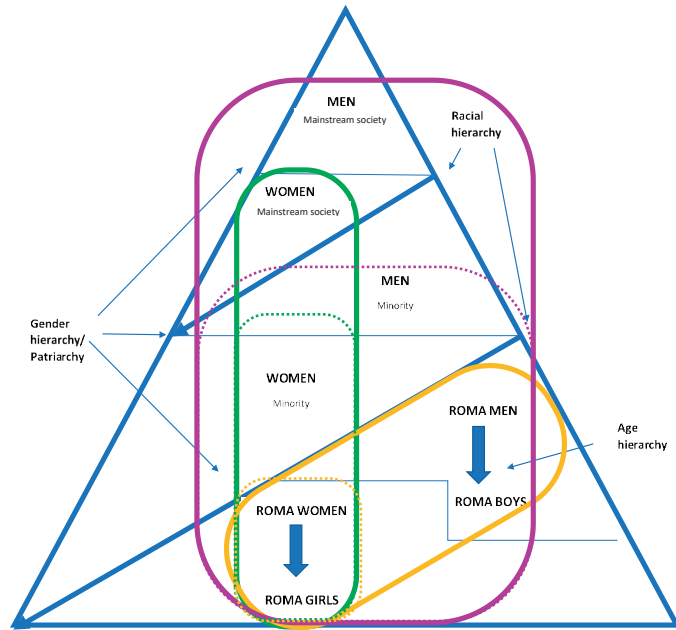 MEN
Mainstream society
Racial
hierarchy
WOMEN
Mainstream society
MEN
Minority
Gender
hierarchy/
Patriarchy
WOMEN
Minority
ROMA MEN
Age
hierarchy
ROMA BOYS
ROMA WOMEN
ROMA GIRLS